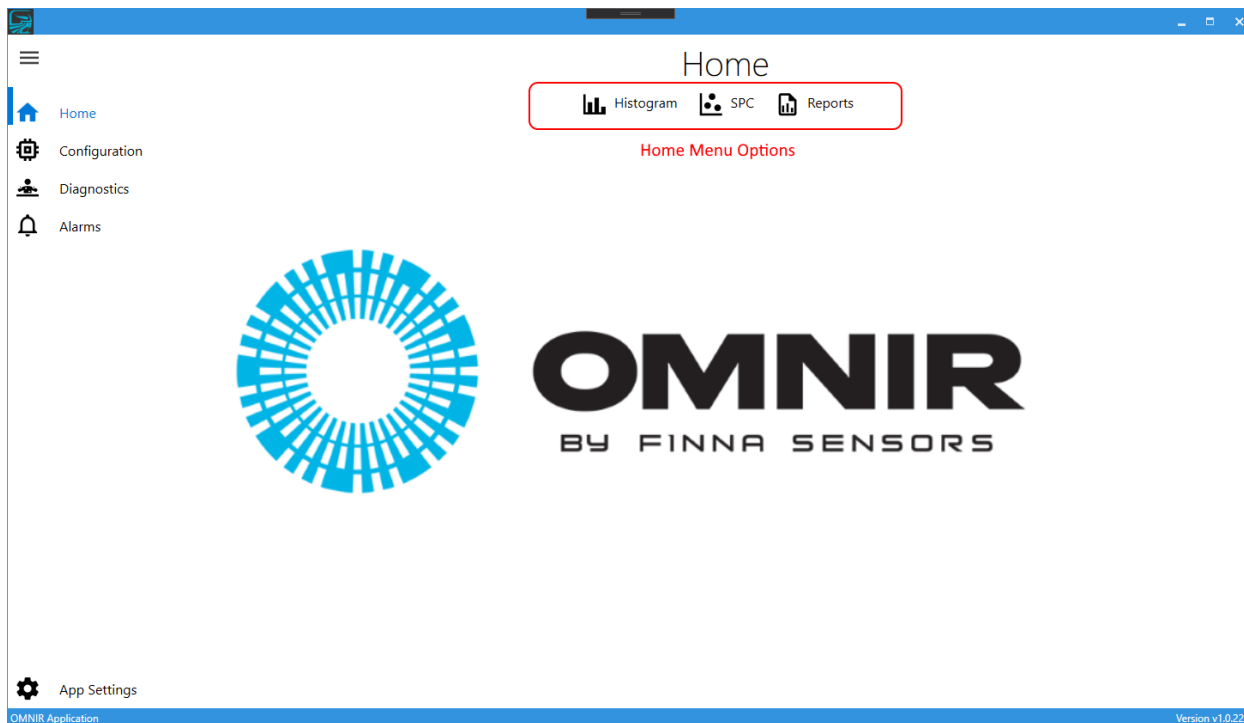 Home
Histogram SPC Reports
Home Menu Options
Home
Configuration
Diagnostics
Alarms
OMNIR
BY FINNA SENSORS
App Settings
OMNIR Application Version v1.0.22